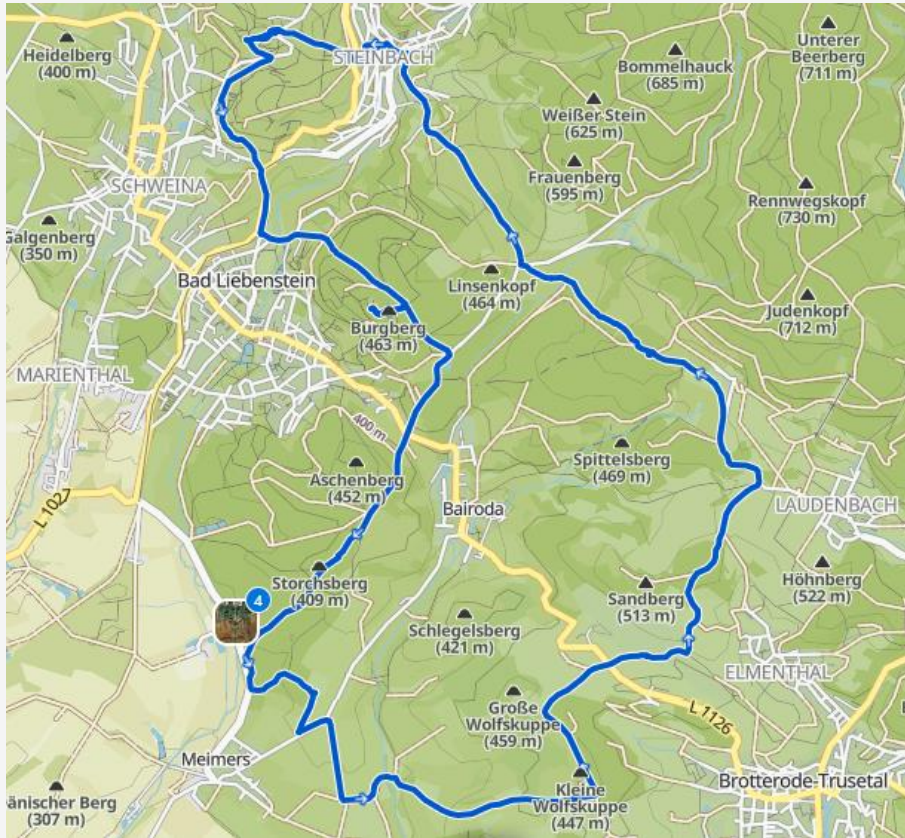 Heidelberg
(400 m)
STEINBACH
Bommelhauck
(685 m)
Unterer
Beerberg
(711 m)
Weißer Stein
(625 m)
Frauenberg
(595 m)
SCHWEINA
Rennwegskopf
(730 m)
Galgenberg
(350 m)
Bad Liebenstein
Linsenkopf
(464 m)
Judenkopf
(712 m)
Burgberg
(463 m)
MARIENTHAL
400 m
Aschenberg
(452 m)
Spittelsberg
(469 m)
L 1027
Bairoda
LAUDENBACH
Storchsberg
(409 m)
4
Sandberg
(513 m)
Höhnberg
(522 m)
Schlegelsberg
(421 m)
ELMENTHAL
Große
Wolfskuppe
(459 m)
L 1126
Meimers
Kleine
Wolfskuppe
(447 m)
Brotterode-Trusetal
änischer Berg
(307 m)